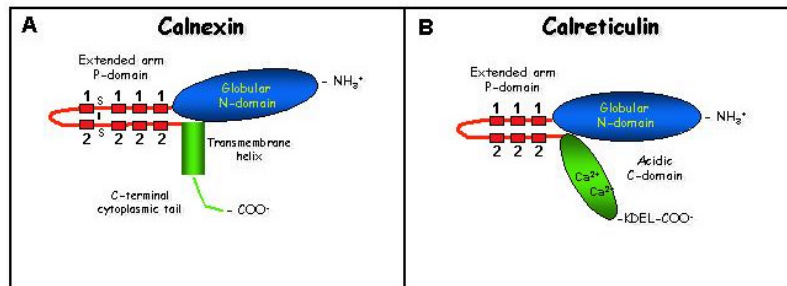 A
Calnexin
Extended arm
P-domain
Globular
N-domain
- NH₃⁺
1 S 1 1 1
2 S 2 2 2
Transmembrane
helix
C-terminal
cytoplasmic tail
- COO⁻
B
Calreticulin
Extended arm
P-domain
Globular
N-domain
- NH₃⁺
1 1 1
2 2 2
Acidic
C-domain
Ca²⁺
Ca²⁺
-KDEL-COO⁻